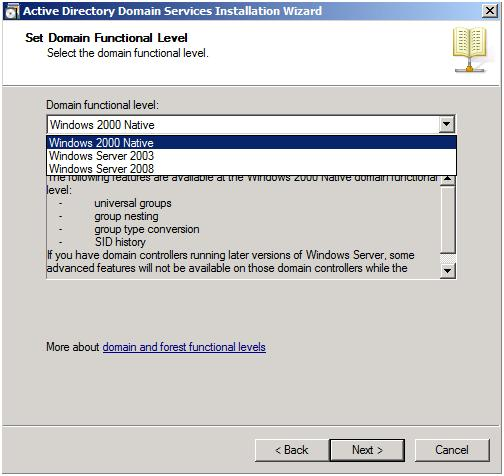 Active Directory Domain Services Installation Wizard
Set Domain Functional Level
Select the domain functional level.
Domain functional level:
Windows 2000 Native
Windows 2000 Native
Windows Server 2003
Windows Server 2008
The following features are available at the Windows 2000 Native domain functional
level:
- universal groups
- group nesting
- group type conversion
- SID history
If you have domain controllers running later versions of Windows Server, some
advanced features will not be available on those domain controllers while the
More about domain and forest functional levels
< Back Next > Cancel